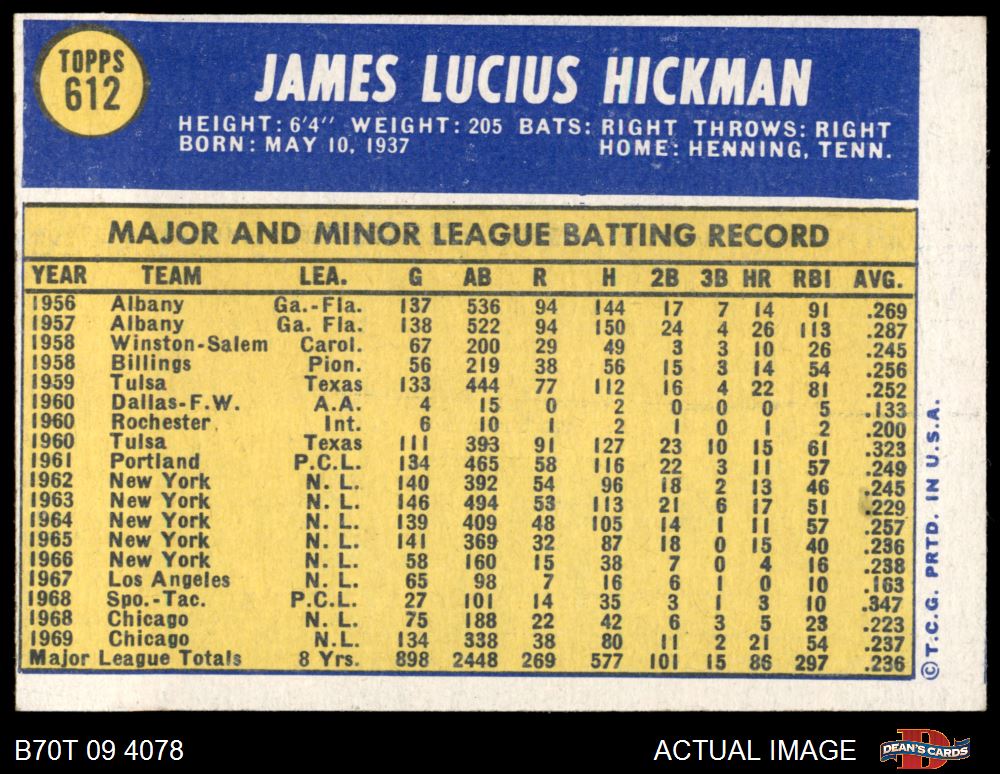 TOPPS
612
JAMES LUCIUS HICKMAN
HEIGHT: 6'4" WEIGHT: 205 BATS: RIGHT THROWS: RIGHT
BORN: MAY 10, 1937 HOME: HENNING, TENN.
MAJOR AND MINOR LEAGUE BATTING RECORD
YEAR TEAM LEA. G AB R H 2B 3B HR RBI AVG.
1956 Albany Ga.-Fla. 137 536 94 144 17 7 14 91 .269
1957 Albany Ga. Fla. 138 522 94 150 24 4 26 113 .287
1958 Winston-Salem Carol. 67 200 29 49 3 3 10 26 .245
1958 Billings Pion. 56 219 38 56 15 3 14 54 .256
1959 Tulsa Texas 133 444 77 112 16 4 22 81 .252
1960 Dallas-F.W. A.A. 4 15 0 2 0 0 0 5 .133
1960 Rochester Int. 6 10 1 2 1 0 1 2 .200
1960 Tulsa Texas 111 393 91 127 23 10 15 61 .323
1961 Portland P.C.L. 134 465 58 116 22 3 11 57 .249
1962 New York N. L. 140 392 54 96 18 2 13 46 .245
1963 New York N. L. 146 494 53 113 21 6 17 51 .229
1964 New York N. L. 139 409 48 105 14 1 11 57 .257
1965 New York N. L. 141 369 32 87 18 0 15 40 .236
1966 New York N. L. 58 160 15 38 7 0 4 16 .238
1967 Los Angeles N. L. 65 98 7 16 6 1 0 10 .163
1968 Spo.-Tac. P.C.L. 27 101 14 35 3 1 3 10 .347
1968 Chicago N. L. 75 188 22 42 6 3 5 23 .223
1969 Chicago N.L. 134 338 38 80 11 2 21 54 .237
Major League Totals 8 Yrs. 898 2448 269 577 101 15 86 297 .236
© T.C.G. PRTD. IN U.S.A.
B70T 09 4078 ACTUAL IMAGE DEAN'S CARDS